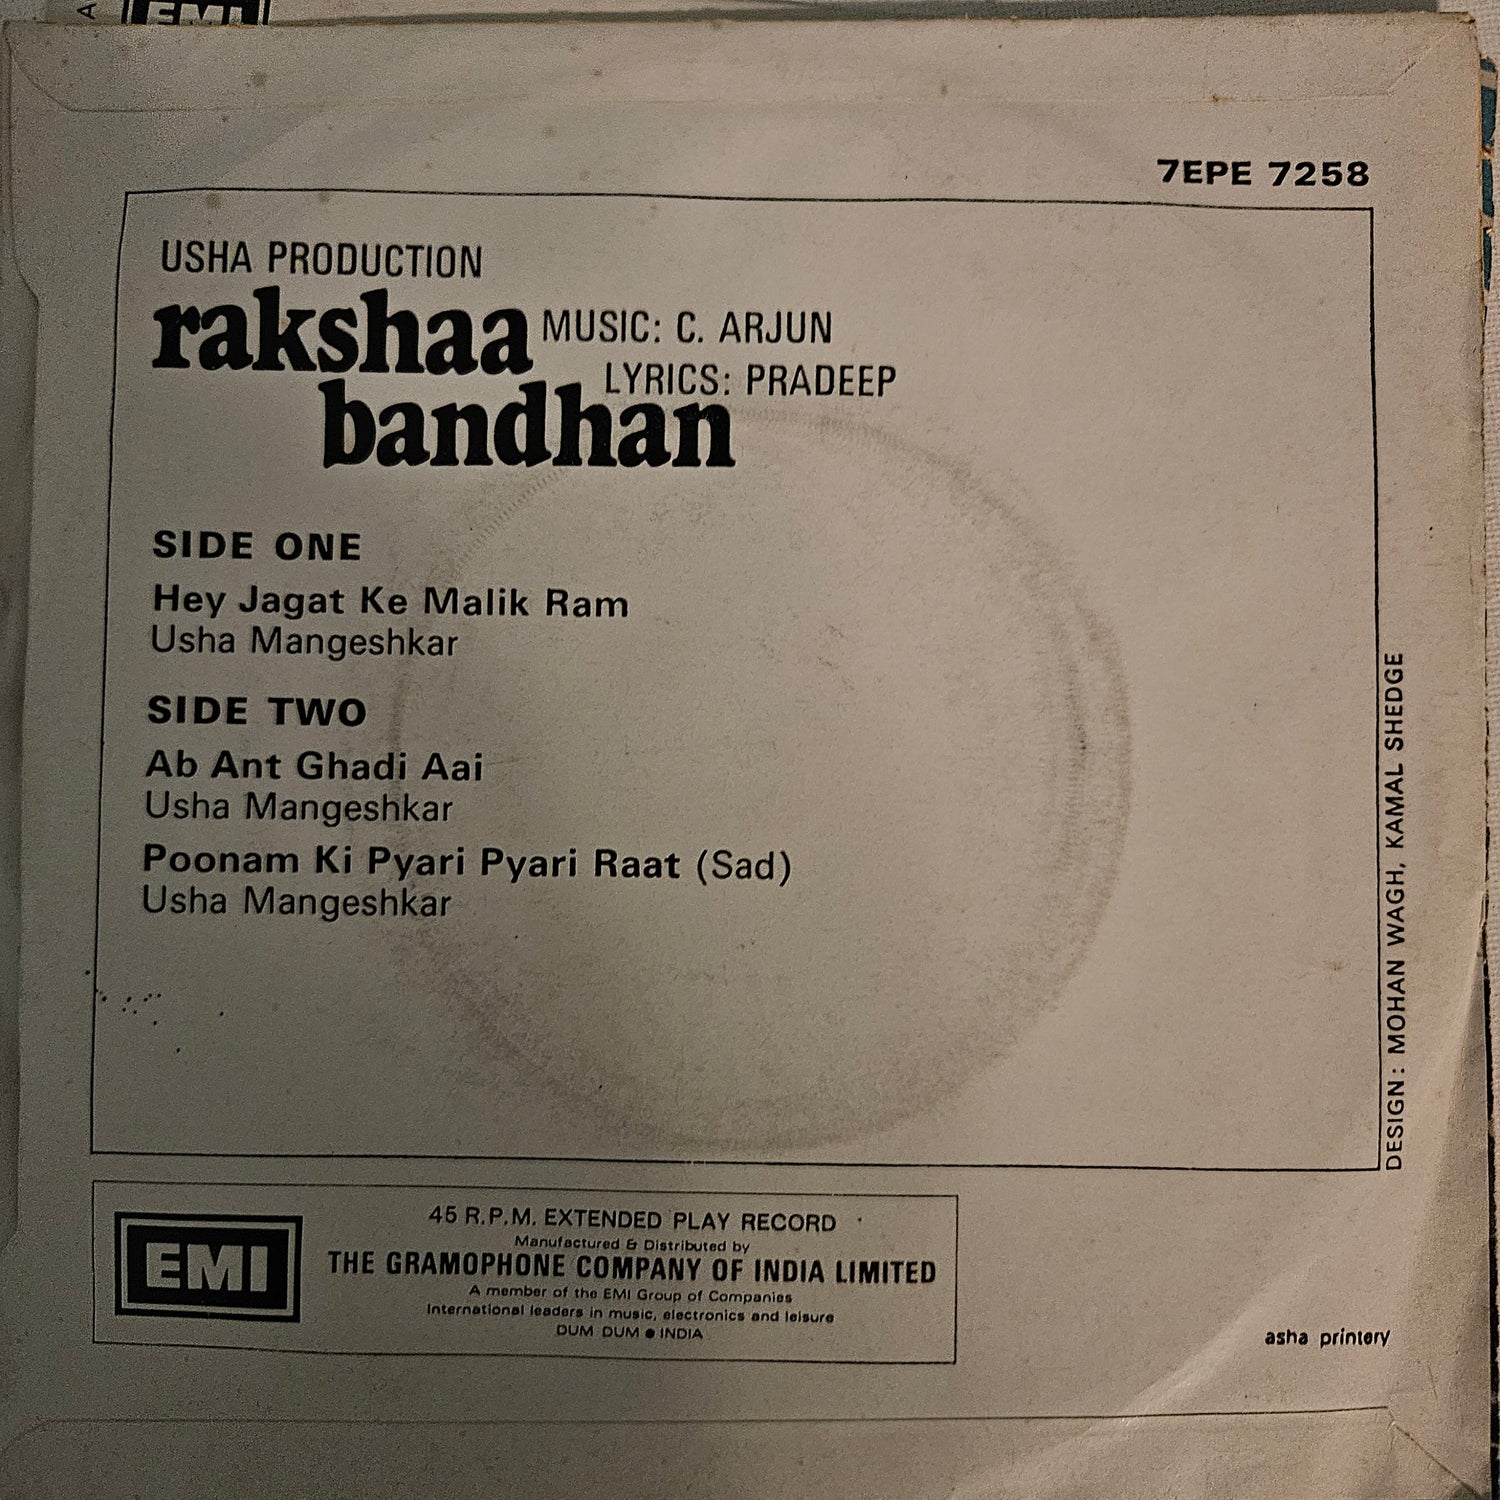 EMI
7EPE 7258
USHA PRODUCTION
rakshaa
MUSIC: C. ARJUN
LYRICS: PRADEEP
bandhan
SIDE ONE
Hey Jagat Ke Malik Ram
Usha Mangeshkar
SIDE TWO
Ab Ant Ghadi Aai
Usha Mangeshkar
Poonam Ki Pyari Pyari Raat (Sad)
Usha Mangeshkar
DESIGN: MOHAN WAGH, KAMAL SHEDGE
EMI
45 R.P.M. EXTENDED PLAY RECORD
Manufactured & Distributed by
THE GRAMOPHONE COMPANY OF INDIA LIMITED
A member of the EMI Group of Companies
International leaders in music, electronics and leisure
DUM DUM ● INDIA
asha printery